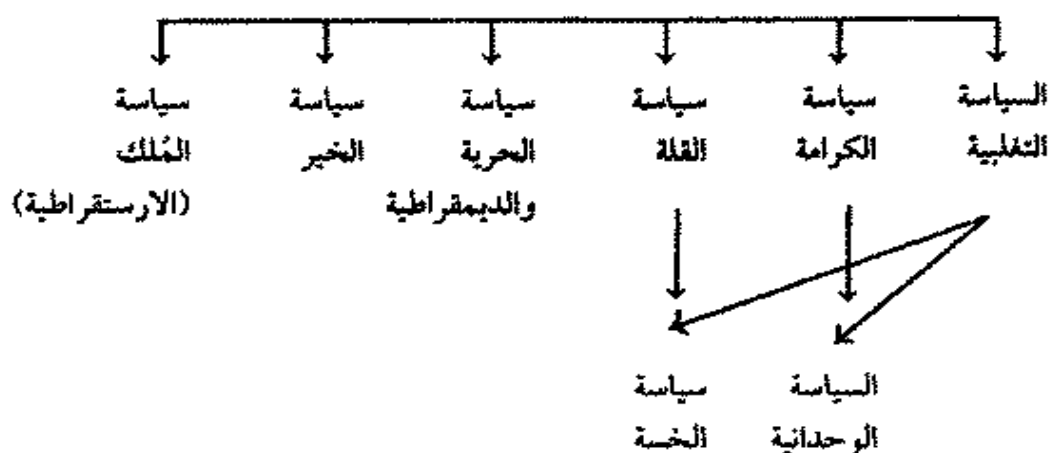 السياسة
التغلبية
سياسة
الكرامة
سياسة
القلة
سياسة
الحرية
والديمقراطية
سياسة
الخير
سياسة
المُلك
(الارستقراطية)
السياسة
الوحدانية
سياسة
الخسة